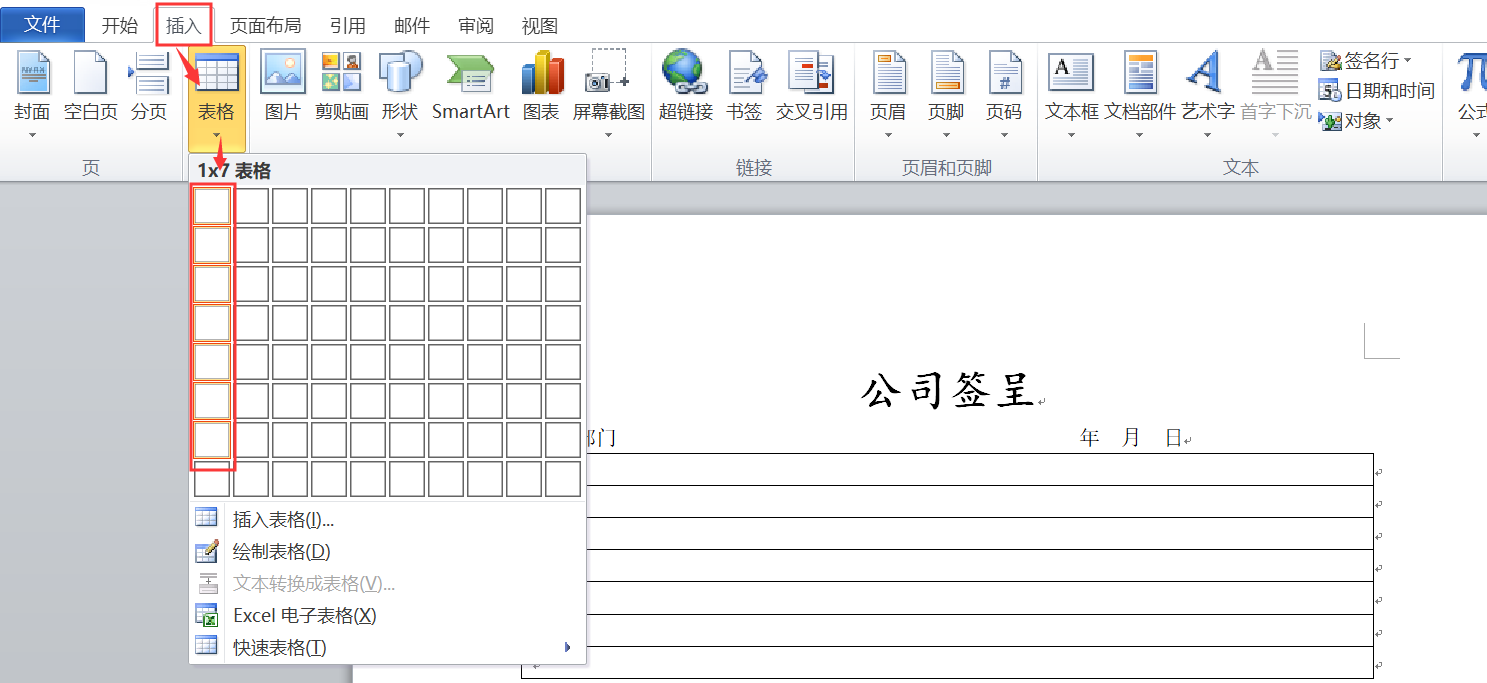 文件 开始 插入 页面布局 引用 邮件 审阅 视图
封面 空白页 分页 表格 图片 剪贴画 形状 SmartArt 图表 屏幕截图 超链接 书签 交叉引用 页眉 页脚 页码 文本框 文档部件 艺术字 首字下沉 签名行 公式
日期和时间
对象
页 链接 页眉和页脚 文本
1x7 表格
公司签呈
部门 年 月 日
插入表格(I)...
绘制表格(D)
文本转换成表格(V)...
Excel 电子表格(X)
快速表格(T)